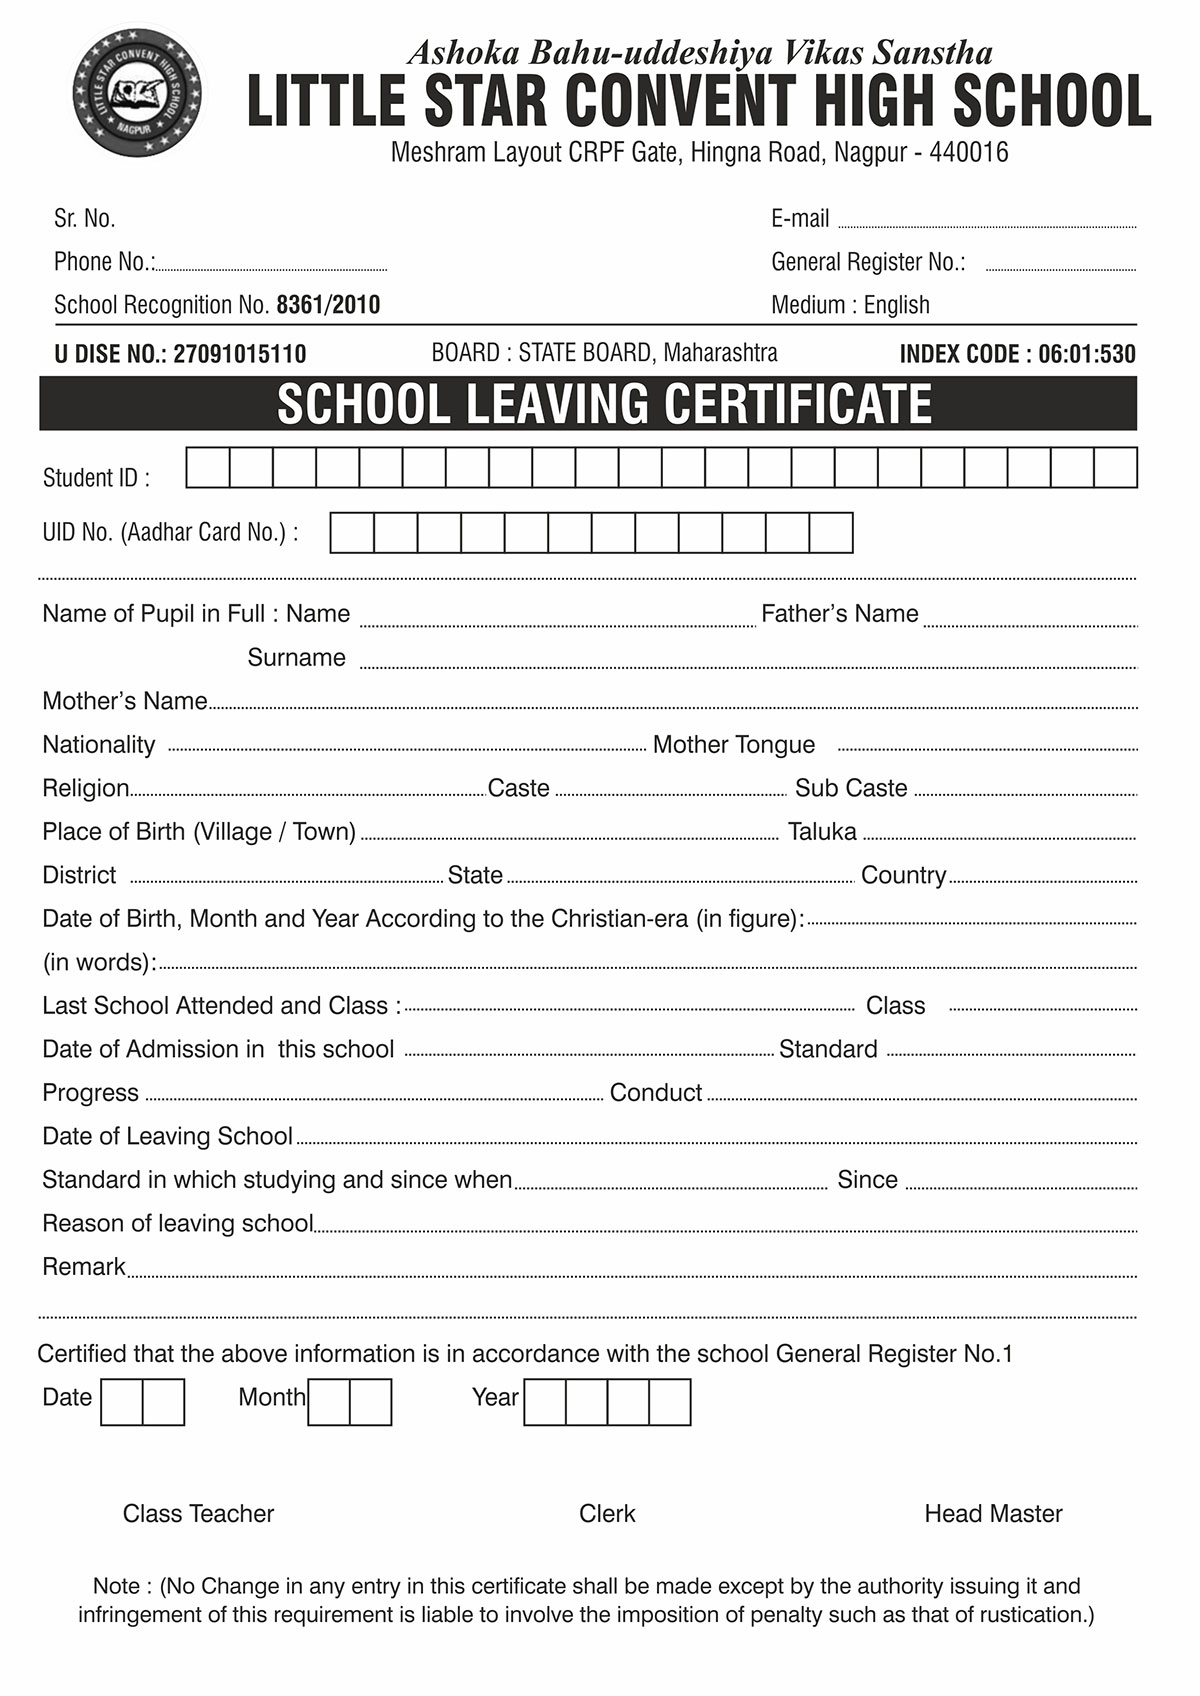 LITTLE STAR CONVENT HIGH SCHOOL
NAGPUR
Ashoka Bahu-uddeshiya Vikas Sanstha
LITTLE STAR CONVENT HIGH SCHOOL
Meshram Layout CRPF Gate, Hingna Road, Nagpur - 440016
Sr. No. E-mail
Phone No.: General Register No.:
School Recognition No. 8361/2010 Medium : English
U DISE NO.: 27091015110 BOARD : STATE BOARD, Maharashtra INDEX CODE : 06:01:530
SCHOOL LEAVING CERTIFICATE
Student ID :
UID No. (Aadhar Card No.) :
Name of Pupil in Full : Name Father's Name
Surname
Mother's Name
Nationality Mother Tongue
Religion Caste Sub Caste
Place of Birth (Village / Town) Taluka
District State Country
Date of Birth, Month and Year According to the Christian-era (in figure):
(in words):
Last School Attended and Class : Class
Date of Admission in this school Standard
Progress Conduct
Date of Leaving School
Standard in which studying and since when Since
Reason of leaving school
Remark
Certified that the above information is in accordance with the school General Register No.1
Date Month Year
Class Teacher Clerk Head Master
Note : (No Change in any entry in this certificate shall be made except by the authority issuing it and
infringement of this requirement is liable to involve the imposition of penalty such as that of rustication.)